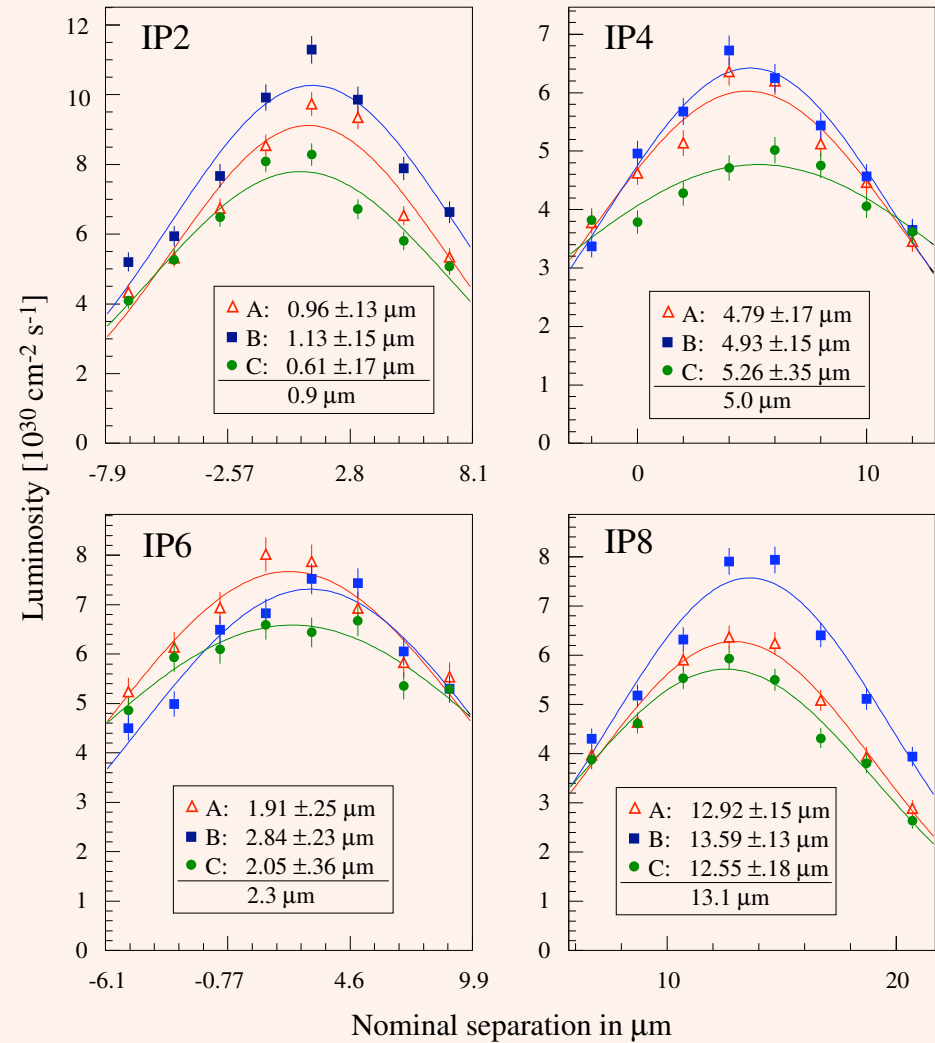 IP2
12
10
8
6
4
2
0
A: 0.96 ±.13 μm
B: 1.13 ±.15 μm
C: 0.61 ±.17 μm
0.9 μm
-7.9 -2.57 2.8 8.1
IP4
7
6
5
4
3
2
1
0
A: 4.79 ±.17 μm
B: 4.93 ±.15 μm
C: 5.26 ±.35 μm
5.0 μm
0 10
Luminosity [10³⁰ cm⁻² s⁻¹]
IP6
8
7
6
5
4
3
2
1
0
A: 1.91 ±.25 μm
B: 2.84 ±.23 μm
C: 2.05 ±.36 μm
2.3 μm
-6.1 -0.77 4.6 9.9
IP8
8
7
6
5
4
3
2
1
0
A: 12.92 ±.15 μm
B: 13.59 ±.13 μm
C: 12.55 ±.18 μm
13.1 μm
10 20
Nominal separation in μm